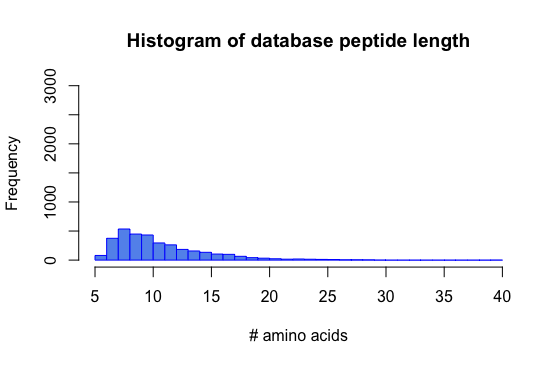 Histogram of database peptide length
3000
2000
1000
0
Frequency
5 10 15 20 25 30 35 40
# amino acids